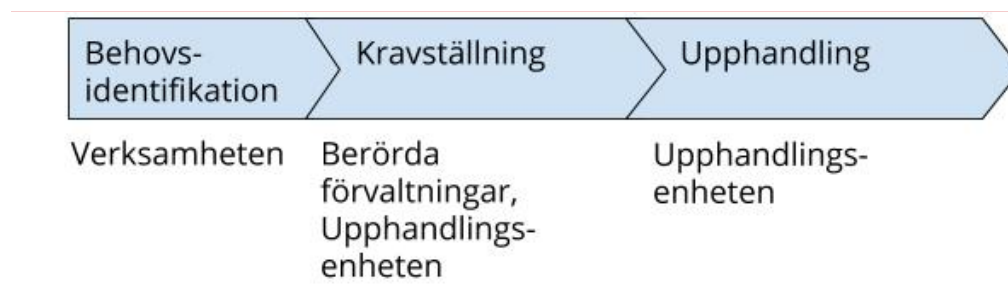 Behovs-
identifikation
Kravställning
Upphandling
Verksamheten
Berörda
förvaltningar,
Upphandlings-
enheten
Upphandlings-
enheten